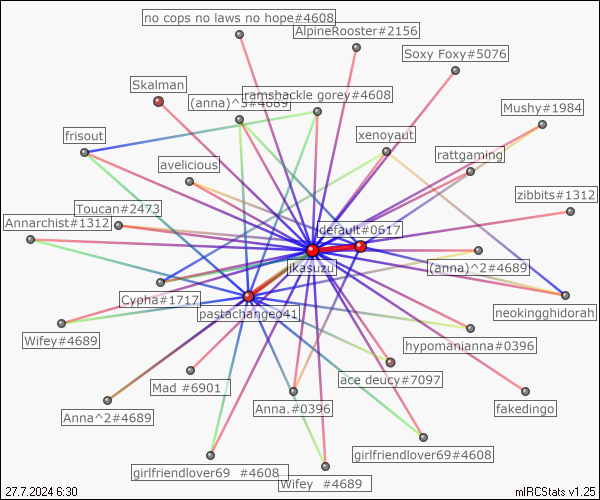 no cops no laws no hope#4608
AlpineRooster#2156
Soxy Foxy#5076
Skalman
(anna)^3#4689
ramshackle gorey#4608
Mushy#1984
frisout
xenoyaut
rattgaming
avelicious
zibbits#1312
Toucan#2473
Annarchist#1312
default#0617
jkasuzu
(anna)^2#4689
Cypha#1717
pastachangeo41
neokingghidorah
Wifey#4689
hypomanianna#0396
Mad #6901
ace deucy#7097
Anna^2#4689
Anna.#0396
fakedingo
girlfriendlover69#4608
girlfriendlover69 #4608
Wifey #4689
27.7.2024 6:30
mIRCStats v1.25